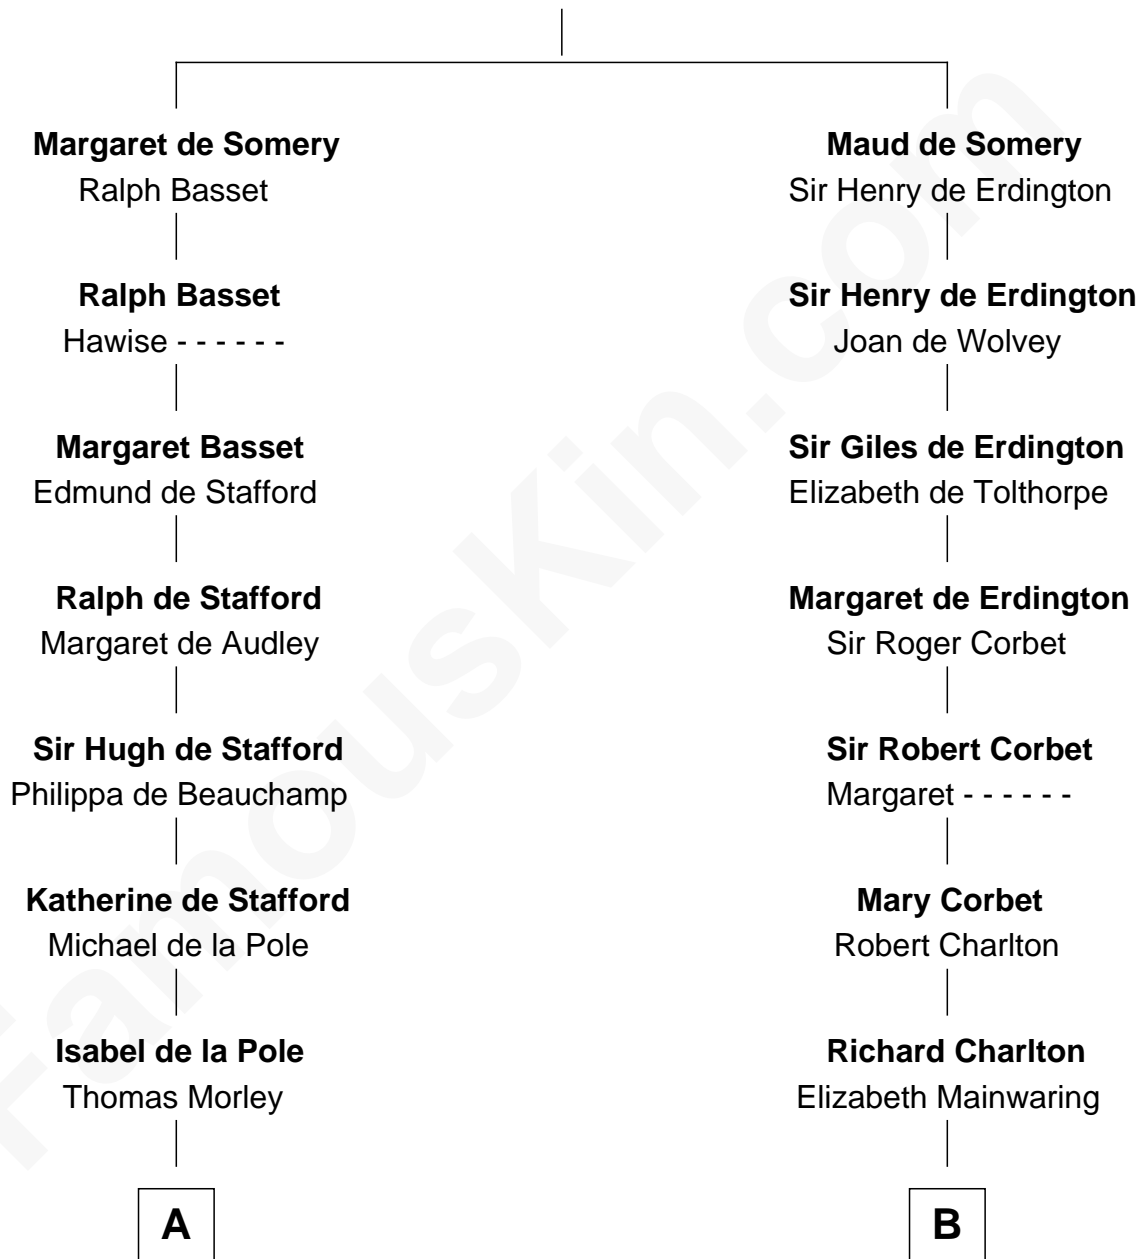 Margaret de Somery
Ralph Basset
Ralph Basset
Hawise - - - - - -
Margaret Basset
Edmund de Stafford
Ralph de Stafford
Margaret de Audley
Sir Hugh de Stafford
Philippa de Beauchamp
Katherine de Stafford
Michael de la Pole
Isabel de la Pole
Thomas Morley
A
Maud de Somery
Sir Henry de Erdington
Sir Henry de Erdington
Joan de Wolvey
Sir Giles de Erdington
Elizabeth de Tolthorpe
Margaret de Erdington
Sir Roger Corbet
Sir Robert Corbet
Margaret - - - - - -
Mary Corbet
Robert Charlton
Richard Charlton
Elizabeth Mainwaring
B
FamousKin.com